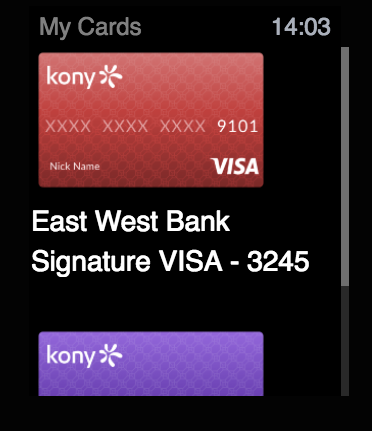 My Cards 14:03
kony
XXXX XXXX XXXX 9101
Nick Name VISA
East West Bank
Signature VISA - 3245
kony